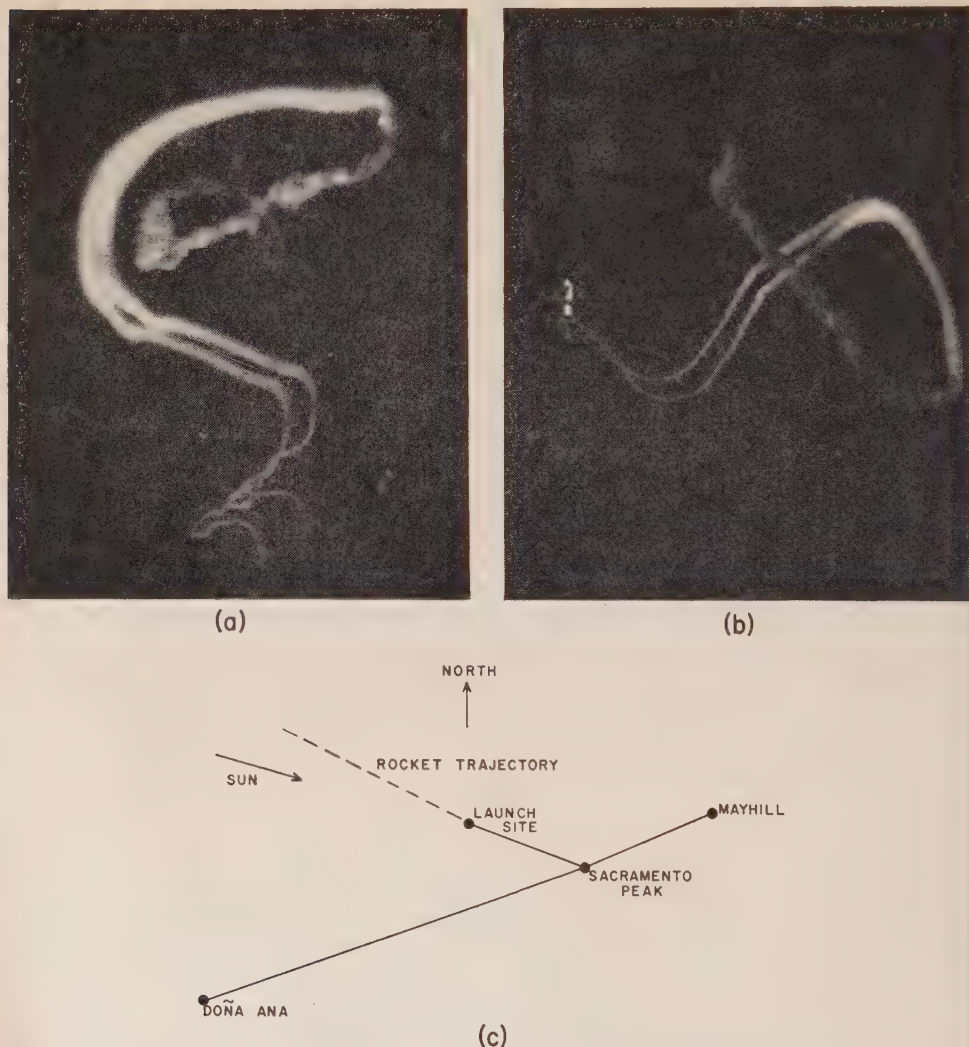 (a)
(b)
NORTH
SUN
ROCKET TRAJECTORY
LAUNCH
SITE
MAYHILL
SACRAMENTO
PEAK
DOÑA ANA
(c)